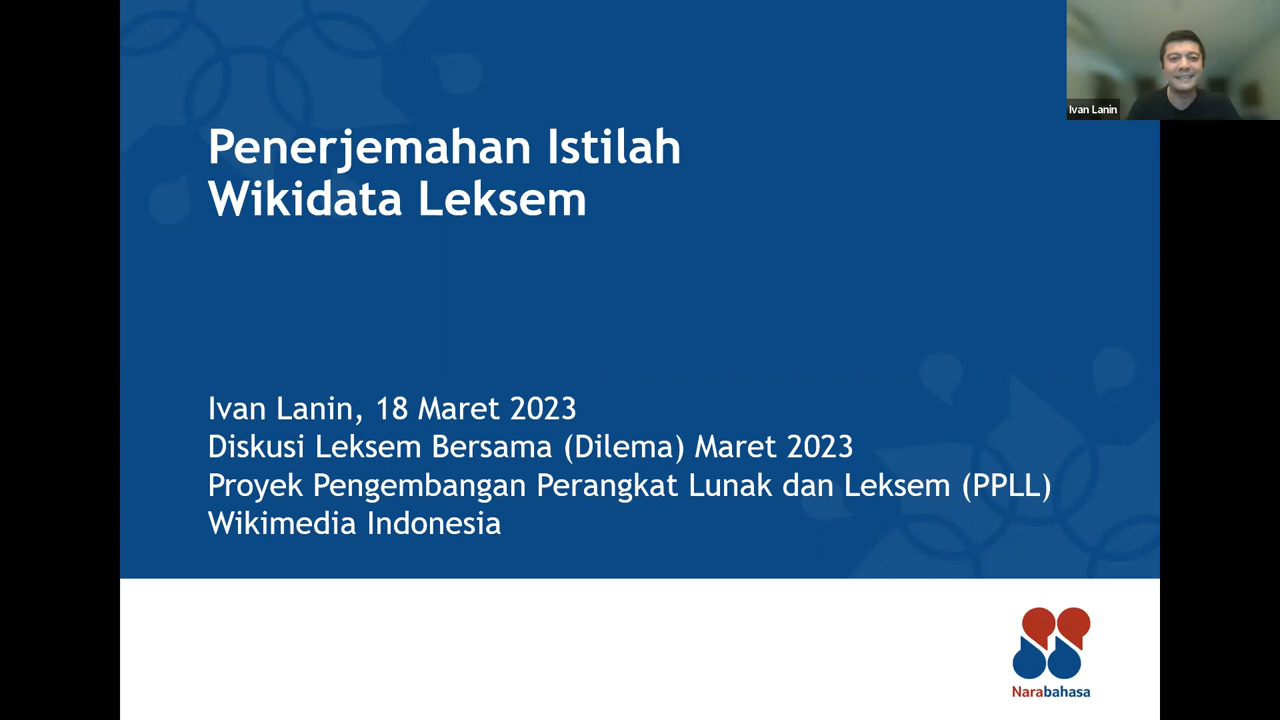 Penerjemahan Istilah
Wikidata Leksem
Ivan Lanin
Ivan Lanin, 18 Maret 2023
Diskusi Leksem Bersama (Dilema) Maret 2023
Proyek Pengembangan Perangkat Lunak dan Leksem (PPLL)
Wikimedia Indonesia
Narabahasa